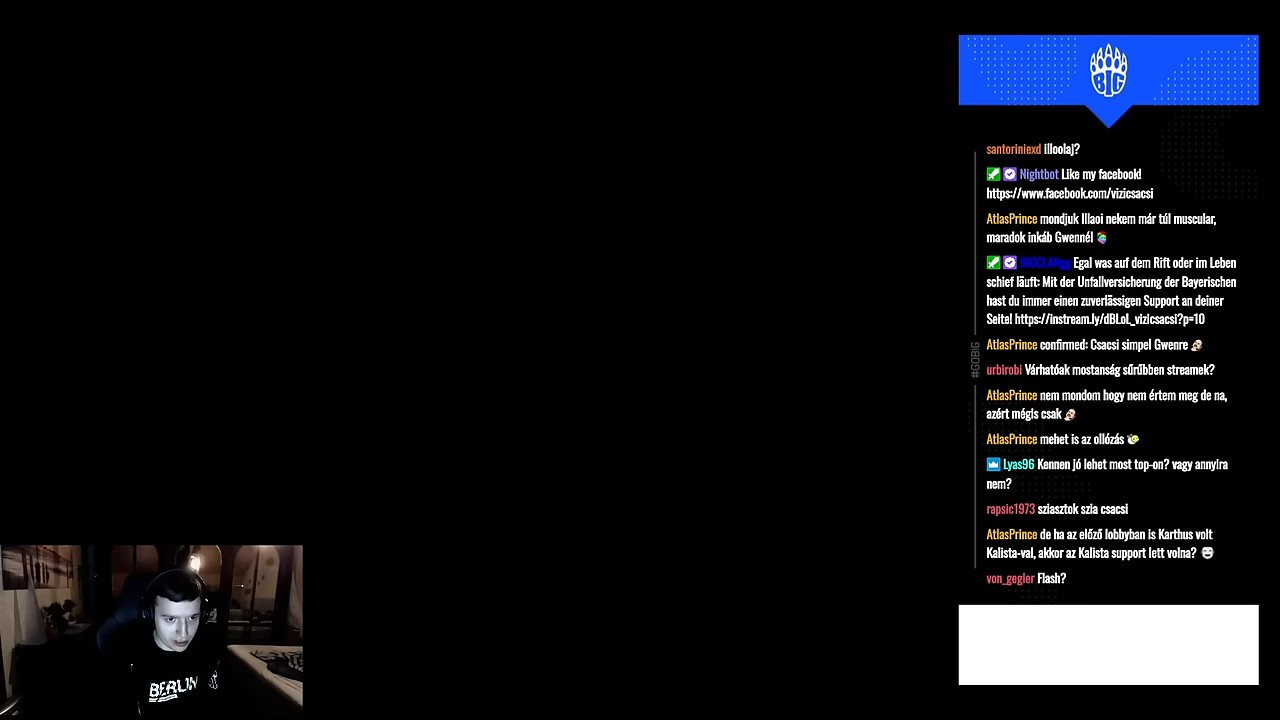 BIG
santoriniexd illoolaj?
Nightbot Like my facebook!
https://www.facebook.com/vizicsacsi
AtlasPrince mondjuk Illaoi nekem már túl muscular,
maradok inkáb Gwennél
BIGCLANgg Egal was auf dem Rift oder im Leben
schief läuft: Mit der Unfallversicherung der Bayerischen
hast du immer einen zuverlässigen Support an deiner
Seite! https://instream.ly/dBLoL_vizicsacsi?p=10
AtlasPrince confirmed: Csacsi simpel Gwenre
#GOBIG
urbirobi Várhatóak mostanság sűrűbben streamek?
AtlasPrince nem mondom hogy nem értem meg de na,
azért mégis csak
AtlasPrince mehet is az ollózás
Lyas96 Kennen jó lehet most top-on? vagy annyira
nem?
rapsic1973 sziasztok szia csacsi
AtlasPrince de ha az előző lobbyban is Karthus volt
Kalista-val, akkor az Kalista support lett volna?
von_gegler Flash?
BERLIN